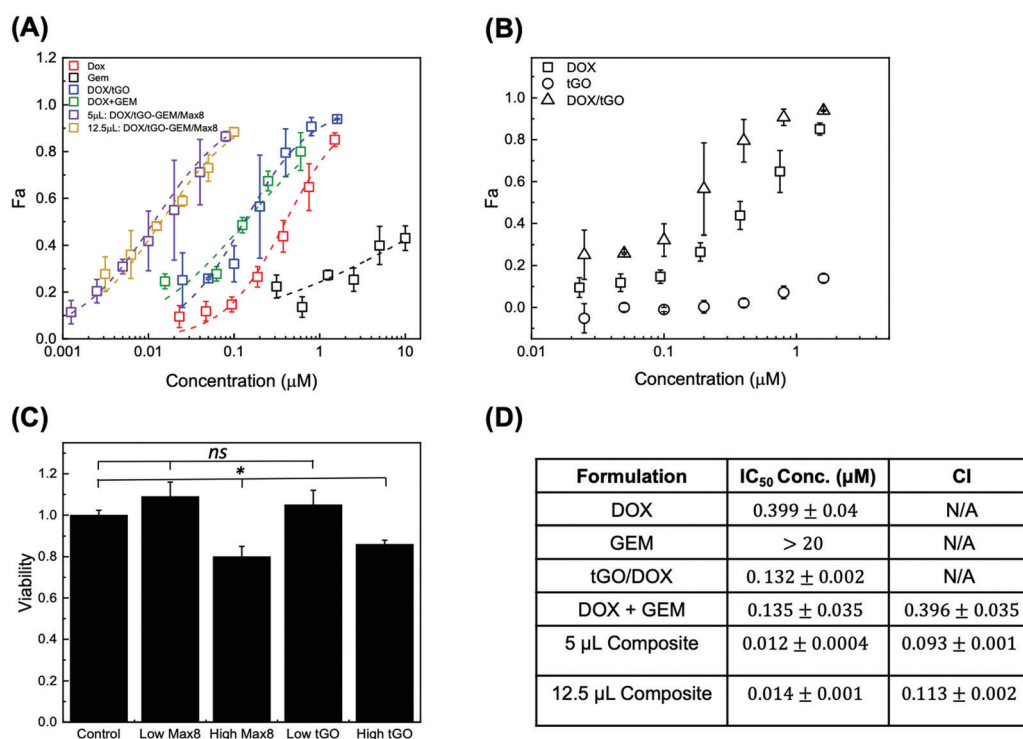 (A)
1.2
1.0
0.8
0.6
0.4
0.2
0.0
Fa
0.001
0.01
0.1
1
10
Concentration (μM)
Dox
Gem
DOX/tGO
DOX+GEM
5μL: DOX/tGO-GEM/Max8
12.5μL: DOX/tGO-GEM/Max8
(B)
1.0
0.8
0.6
0.4
0.2
0.0
Fa
0.01
0.1
1
Concentration (μM)
DOX
tGO
DOX/tGO
(C)
1.2
1.0
0.8
0.6
0.4
0.2
0.0
Viability
ns
*
Control Low Max8 High Max8 Low tGO High tGO
(D)
Formulation IC₅₀ Conc. (μM) CI
DOX 0.399 ± 0.04 N/A
GEM > 20 N/A
tGO/DOX 0.132 ± 0.002 N/A
DOX + GEM 0.135 ± 0.035 0.396 ± 0.035
5 μL Composite 0.012 ± 0.0004 0.093 ± 0.001
12.5 μL Composite 0.014 ± 0.001 0.113 ± 0.002